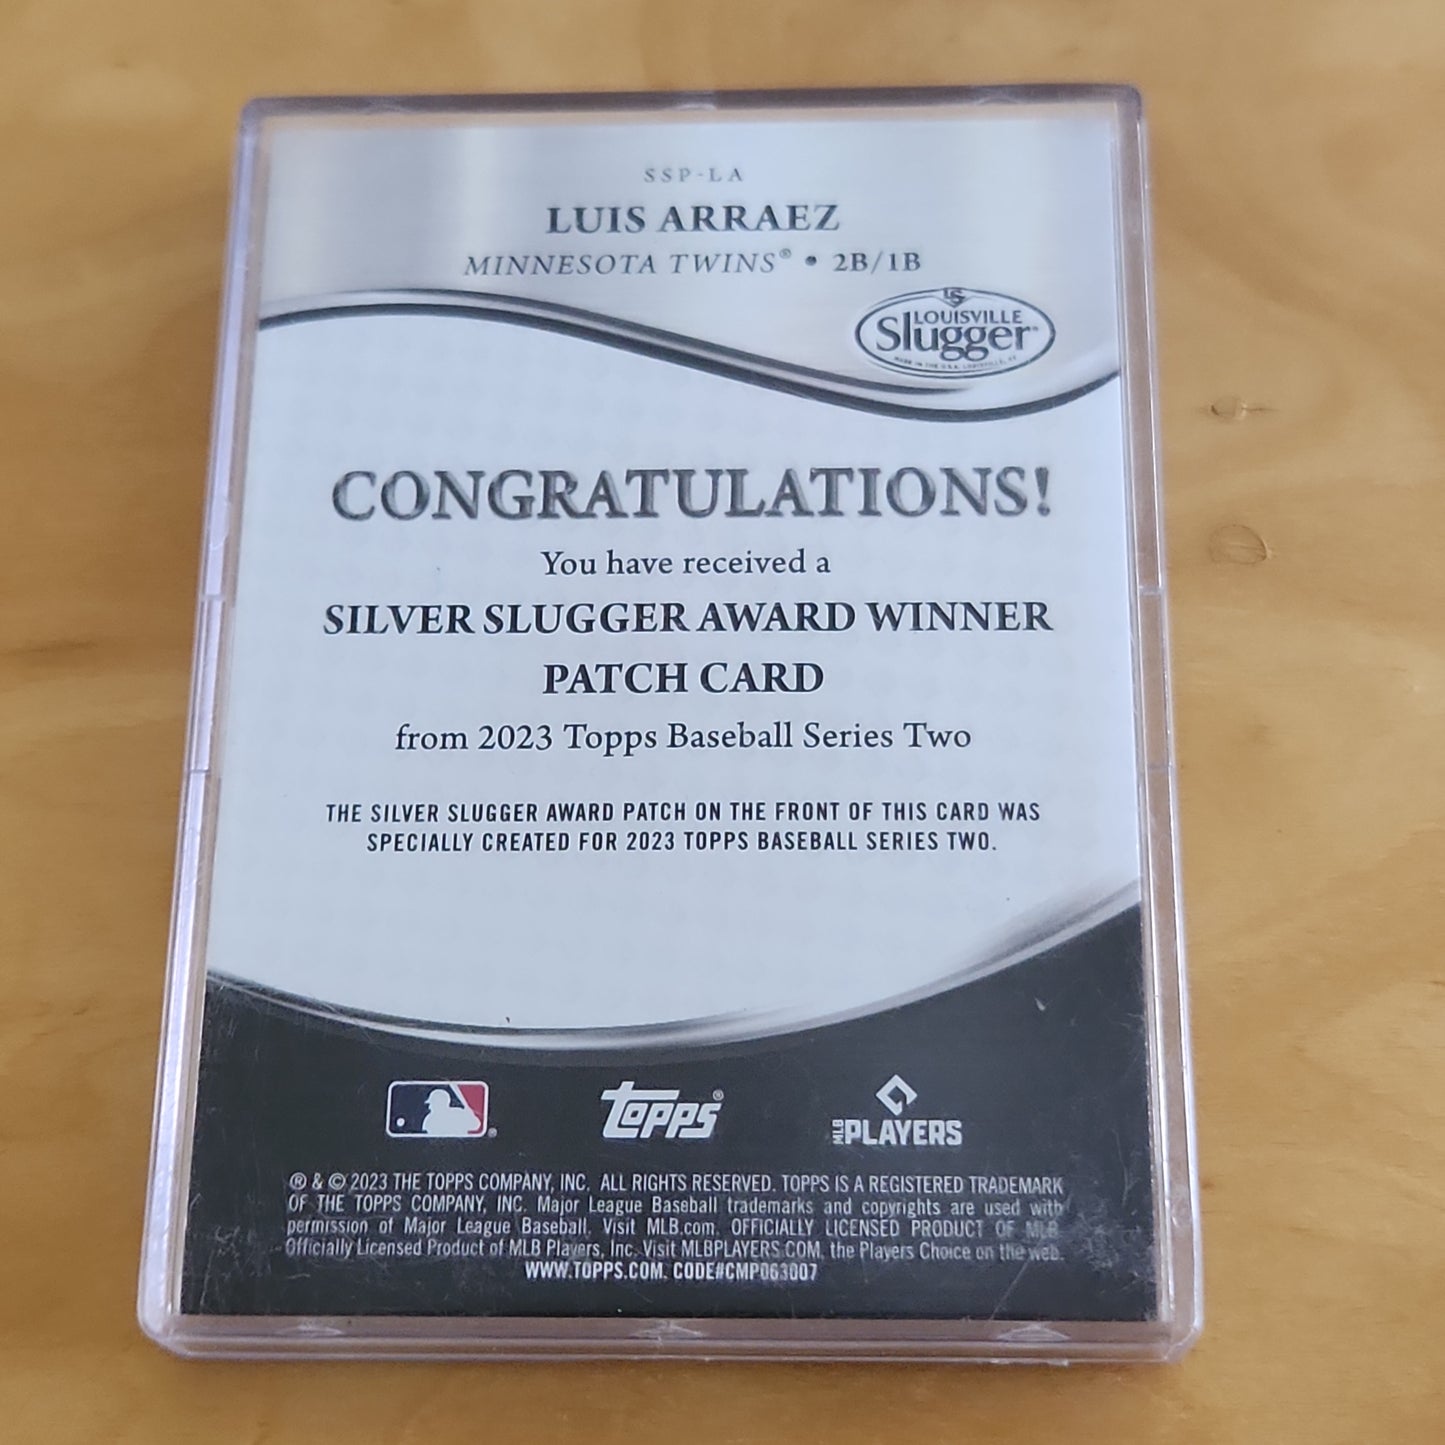 SSP-LA
LUIS ARRAEZ
MINNESOTA TWINS® • 2B/1B
LS
LOUISVILLE
Slugger
CONGRATULATIONS!
You have received a
SILVER SLUGGER AWARD WINNER
PATCH CARD
from 2023 Topps Baseball Series Two
THE SILVER SLUGGER AWARD PATCH ON THE FRONT OF THIS CARD WAS
SPECIALLY CREATED FOR 2023 TOPPS BASEBALL SERIES TWO.
topps®
MLB PLAYERS
® & © 2023 THE TOPPS COMPANY, INC. ALL RIGHTS RESERVED. TOPPS IS A REGISTERED TRADEMARK
OF THE TOPPS COMPANY, INC. Major League Baseball trademarks and copyrights are used with
permission of Major League Baseball. Visit MLB.com. OFFICIALLY LICENSED PRODUCT OF MLB
Officially Licensed Product of MLB Players, Inc. Visit MLBPLAYERS.COM, the Players Choice on the web.
WWW.TOPPS.COM. CODE#CMP063007